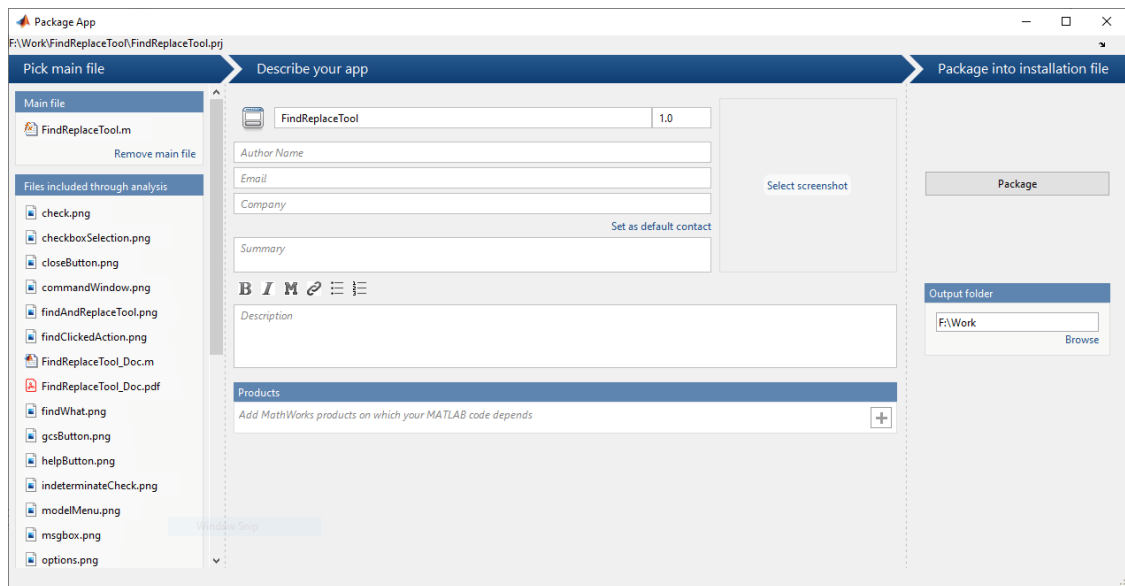 Package App
F:\Work\FindReplaceTool\FindReplaceTool.prj
Pick main file
Describe your app
Package into installation file
Main file
FindReplaceTool.m
Remove main file
Files included through analysis
check.png
checkboxSelection.png
closeButton.png
commandWindow.png
findAndReplaceTool.png
findClickedAction.png
FindReplaceTool_Doc.m
FindReplaceTool_Doc.pdf
findWhat.png
gcsButton.png
helpButton.png
indeterminateCheck.png
modelMenu.png
msgbox.png
options.png
FindReplaceTool
1.0
Author Name
Email
Company
Set as default contact
Summary
Select screenshot
B I M
Description
Products
Add MathWorks products on which your MATLAB code depends
Package
Output folder
F:\Work
Browse
Window Snip